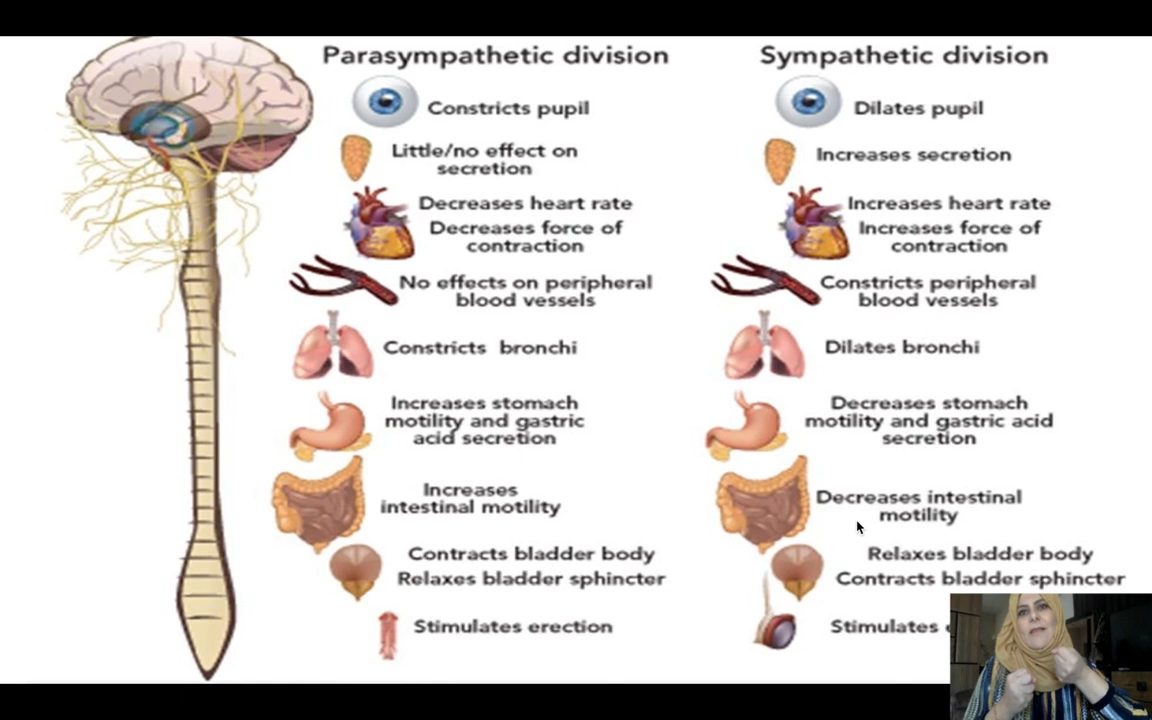 Parasympathetic division
Constricts pupil
Little/no effect on
secretion
Decreases heart rate
Decreases force of
contraction
No effects on peripheral
blood vessels
Constricts bronchi
Increases stomach
motility and gastric
acid secretion
Increases
intestinal motility
Contracts bladder body
Relaxes bladder sphincter
Stimulates erection
Sympathetic division
Dilates pupil
Increases secretion
Increases heart rate
Increases force of
contraction
Constricts peripheral
blood vessels
Dilates bronchi
Decreases stomach
motility and gastric acid
secretion
Decreases intestinal
motility
Relaxes bladder body
Contracts bladder sphincter
Stimulates